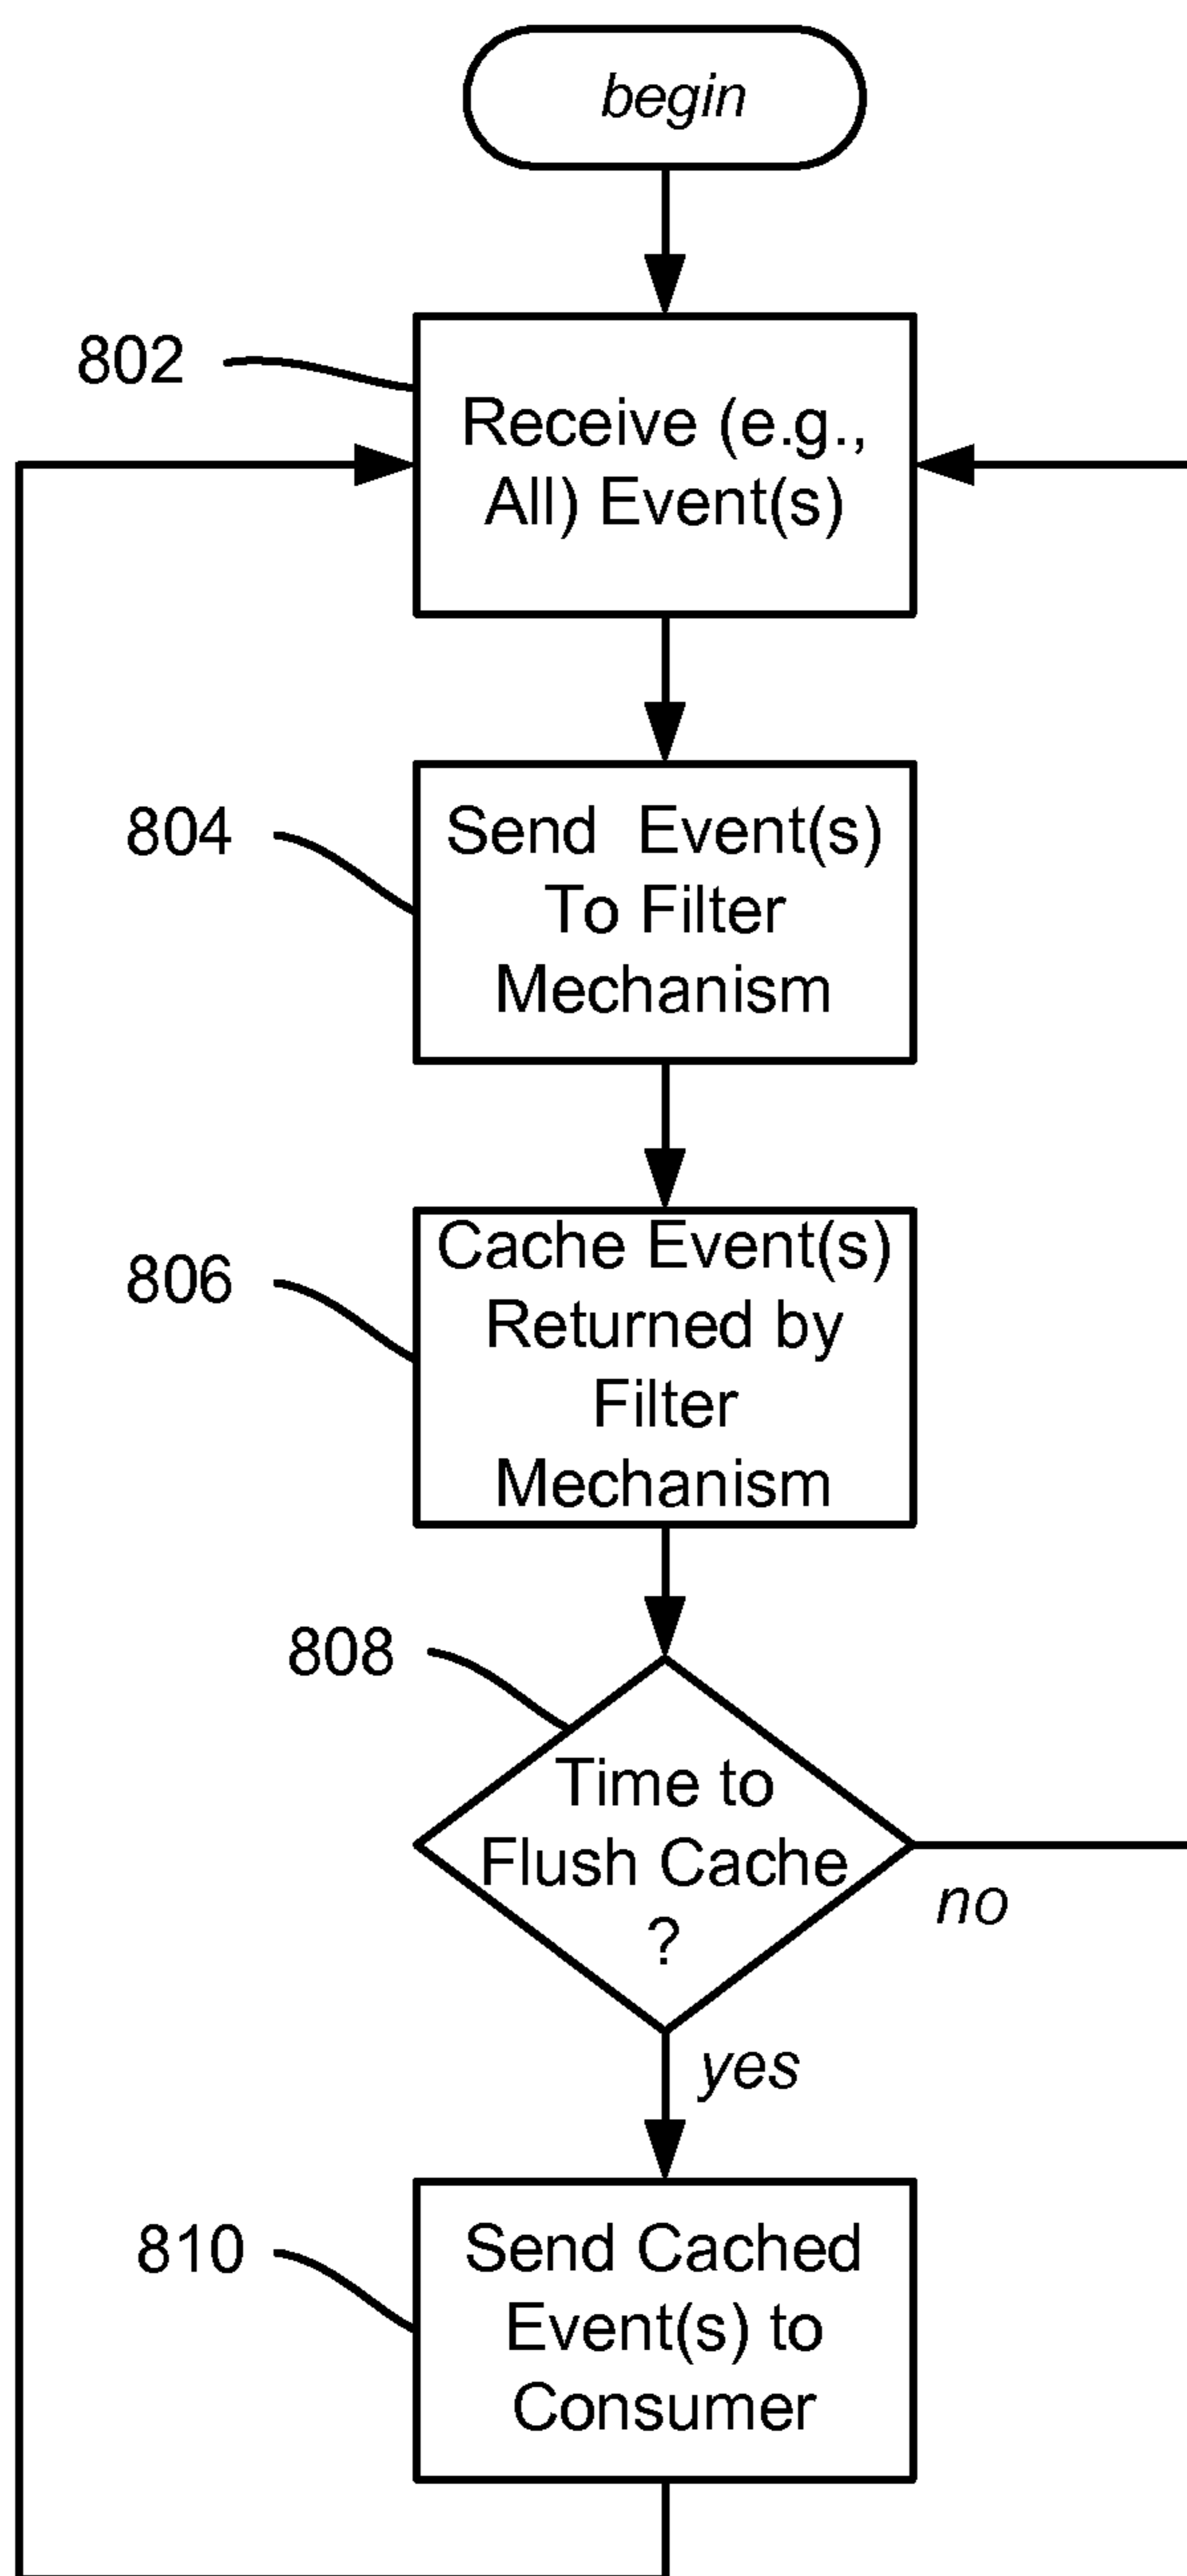 begin
802
Receive (e.g.,
All) Event(s)
804
Send Event(s)
To Filter
Mechanism
806
Cache Event(s)
Returned by
Filter
Mechanism
808
Time to
Flush Cache
?
no
yes
810
Send Cached
Event(s) to
Consumer